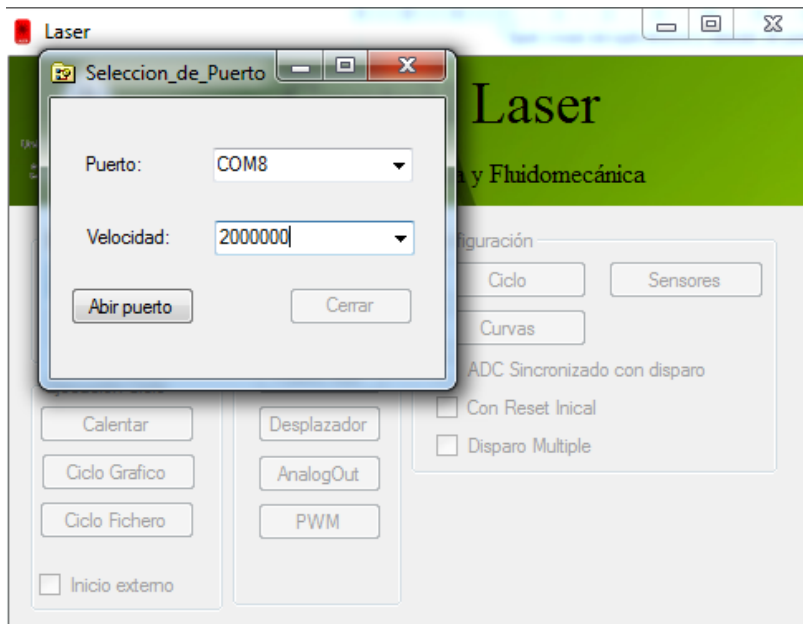 Laser
Seleccion_de_Puerto
Laser
y Fluidomecánica
Puerto: COM8
Velocidad: 2000000
Abir puerto Cerrar
Ciclo Sensores
Curvas
ADC Sincronizado con disparo
Con Reset Inical
Disparo Multiple
Calentar
Ciclo Grafico
Ciclo Fichero
Inicio externo
Desplazador
AnalogOut
PWM